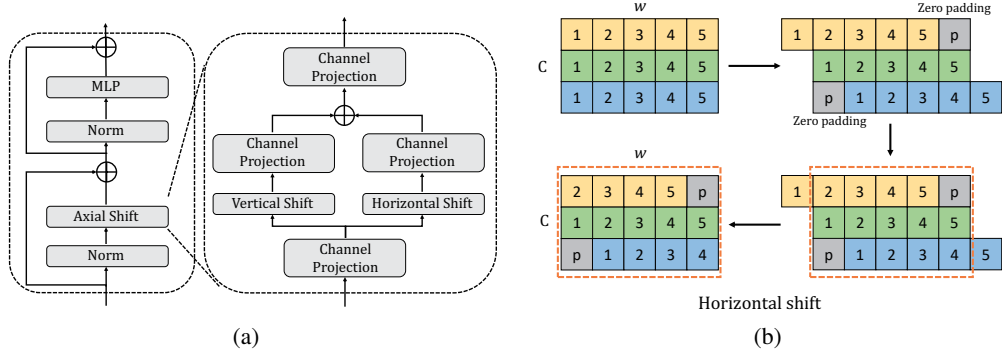 MLP
Norm
Axial Shift
Norm
Channel
Projection
Channel
Projection
Channel
Projection
Vertical Shift
Horizontal Shift
Channel
Projection
(a)
w
Zero padding
C
1 2 3 4 5
1 2 3 4 5
1 2 3 4 5
1 2 3 4 5 p
1 2 3 4 5
p 1 2 3 4 5
Zero padding
w
C
2 3 4 5 p
1 2 3 4 5
p 1 2 3 4
1 2 3 4 5 p
1 2 3 4 5
p 1 2 3 4 5
Horizontal shift
(b)